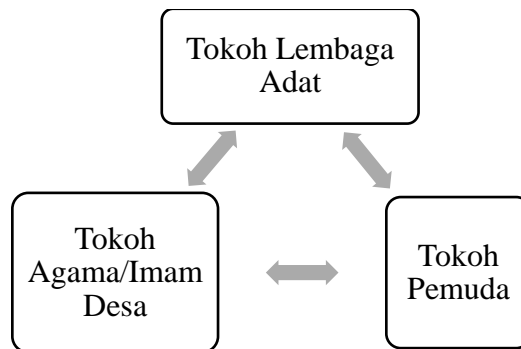 Tokoh Lembaga
Adat
Tokoh
Agama/Imam
Desa
Tokoh
Pemuda